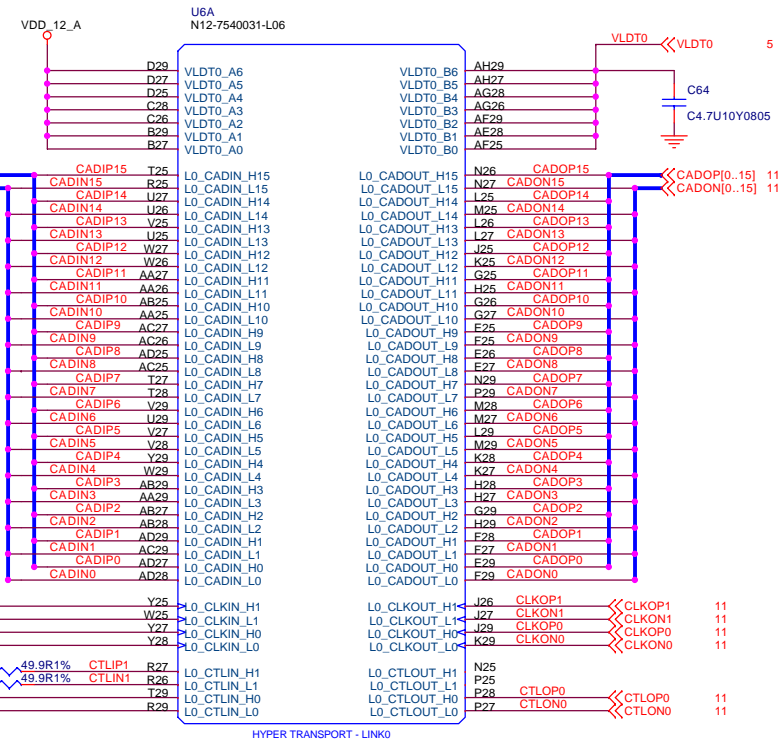 U6A
VDD_12_A N12-7540031-L06
VLDT0 VLDT0 5
D29 VLDT0_A6 VLDT0_B6 AH29
D27 VLDT0_A5 VLDT0_B5 AH27
D25 VLDT0_A4 VLDT0_B4 AG28
C28 VLDT0_A3 VLDT0_B3 AG26
C26 VLDT0_A2 VLDT0_B2 AF29
B29 VLDT0_A1 VLDT0_B1 AE28
B27 VLDT0_A0 VLDT0_B0 AF25
C64
C4.7U10Y0805
CADIP15 T25 L0_CADIN_H15 L0_CADOUT_H15 N26 CADOP15 CADOP[0..15] 11
CADIN15 R25 L0_CADIN_L15 L0_CADOUT_L15 N27 CADON15 CADON[0..15] 11
CADIP14 U27 L0_CADIN_H14 L0_CADOUT_H14 L25 CADOP14
CADIN14 U26 L0_CADIN_L14 L0_CADOUT_L14 M25 CADON14
CADIP13 V25 L0_CADIN_H13 L0_CADOUT_H13 L26 CADOP13
CADIN13 U25 L0_CADIN_L13 L0_CADOUT_L13 L27 CADON13
CADIP12 W27 L0_CADIN_H12 L0_CADOUT_H12 J25 CADOP12
CADIN12 W26 L0_CADIN_L12 L0_CADOUT_L12 K25 CADON12
CADIP11 AA27 L0_CADIN_H11 L0_CADOUT_H11 G25 CADOP11
CADIN11 AA26 L0_CADIN_L11 L0_CADOUT_L11 H25 CADON11
CADIP10 AB25 L0_CADIN_H10 L0_CADOUT_H10 G26 CADOP10
CADIN10 AA25 L0_CADIN_L10 L0_CADOUT_L10 G27 CADON10
CADIP9 AC27 L0_CADIN_H9 L0_CADOUT_H9 E25 CADOP9
CADIN9 AC26 L0_CADIN_L9 L0_CADOUT_L9 F25 CADON9
CADIP8 AD25 L0_CADIN_H8 L0_CADOUT_H8 E26 CADOP8
CADIN8 AC25 L0_CADIN_L8 L0_CADOUT_L8 E27 CADON8
CADIP7 T27 L0_CADIN_H7 L0_CADOUT_H7 N29 CADOP7
CADIN7 T28 L0_CADIN_L7 L0_CADOUT_L7 P29 CADON7
CADIP6 V29 L0_CADIN_H6 L0_CADOUT_H6 M28 CADOP6
CADIN6 U29 L0_CADIN_L6 L0_CADOUT_L6 M27 CADON6
CADIP5 V27 L0_CADIN_H5 L0_CADOUT_H5 L29 CADOP5
CADIN5 V28 L0_CADIN_L5 L0_CADOUT_L5 M29 CADON5
CADIP4 Y29 L0_CADIN_H4 L0_CADOUT_H4 K28 CADOP4
CADIN4 W29 L0_CADIN_L4 L0_CADOUT_L4 K27 CADON4
CADIP3 AB29 L0_CADIN_H3 L0_CADOUT_H3 H28 CADOP3
CADIN3 AA29 L0_CADIN_L3 L0_CADOUT_L3 H27 CADON3
CADIP2 AB27 L0_CADIN_H2 L0_CADOUT_H2 G29 CADOP2
CADIN2 AB28 L0_CADIN_L2 L0_CADOUT_L2 H29 CADON2
CADIP1 AD29 L0_CADIN_H1 L0_CADOUT_H1 F28 CADOP1
CADIN1 AC29 L0_CADIN_L1 L0_CADOUT_L1 F27 CADON1
CADIP0 AD27 L0_CADIN_H0 L0_CADOUT_H0 E29 CADOP0
CADIN0 AD28 L0_CADIN_L0 L0_CADOUT_L0 F29 CADON0
Y25 L0_CLKIN_H1 L0_CLKOUT_H1 J26 CLKOP1 CLKOP1 11
W25 L0_CLKIN_L1 L0_CLKOUT_L1 J27 CLKON1 CLKON1 11
Y27 L0_CLKIN_H0 L0_CLKOUT_H0 J29 CLKOP0 CLKOP0 11
Y28 L0_CLKIN_L0 L0_CLKOUT_L0 K29 CLKON0 CLKON0 11
49.9R1% CTLIP1 R27 L0_CTLIN_H1 L0_CTLOUT_H1 N25
49.9R1% CTLIN1 R26 L0_CTLIN_L1 L0_CTLOUT_L1 P25
T29 L0_CTLIN_H0 L0_CTLOUT_H0 P28 CTLOP0 CTLOP0 11
R29 L0_CTLIN_L0 L0_CTLOUT_L0 P27 CTLON0 CTLON0 11
HYPER TRANSPORT - LINK0